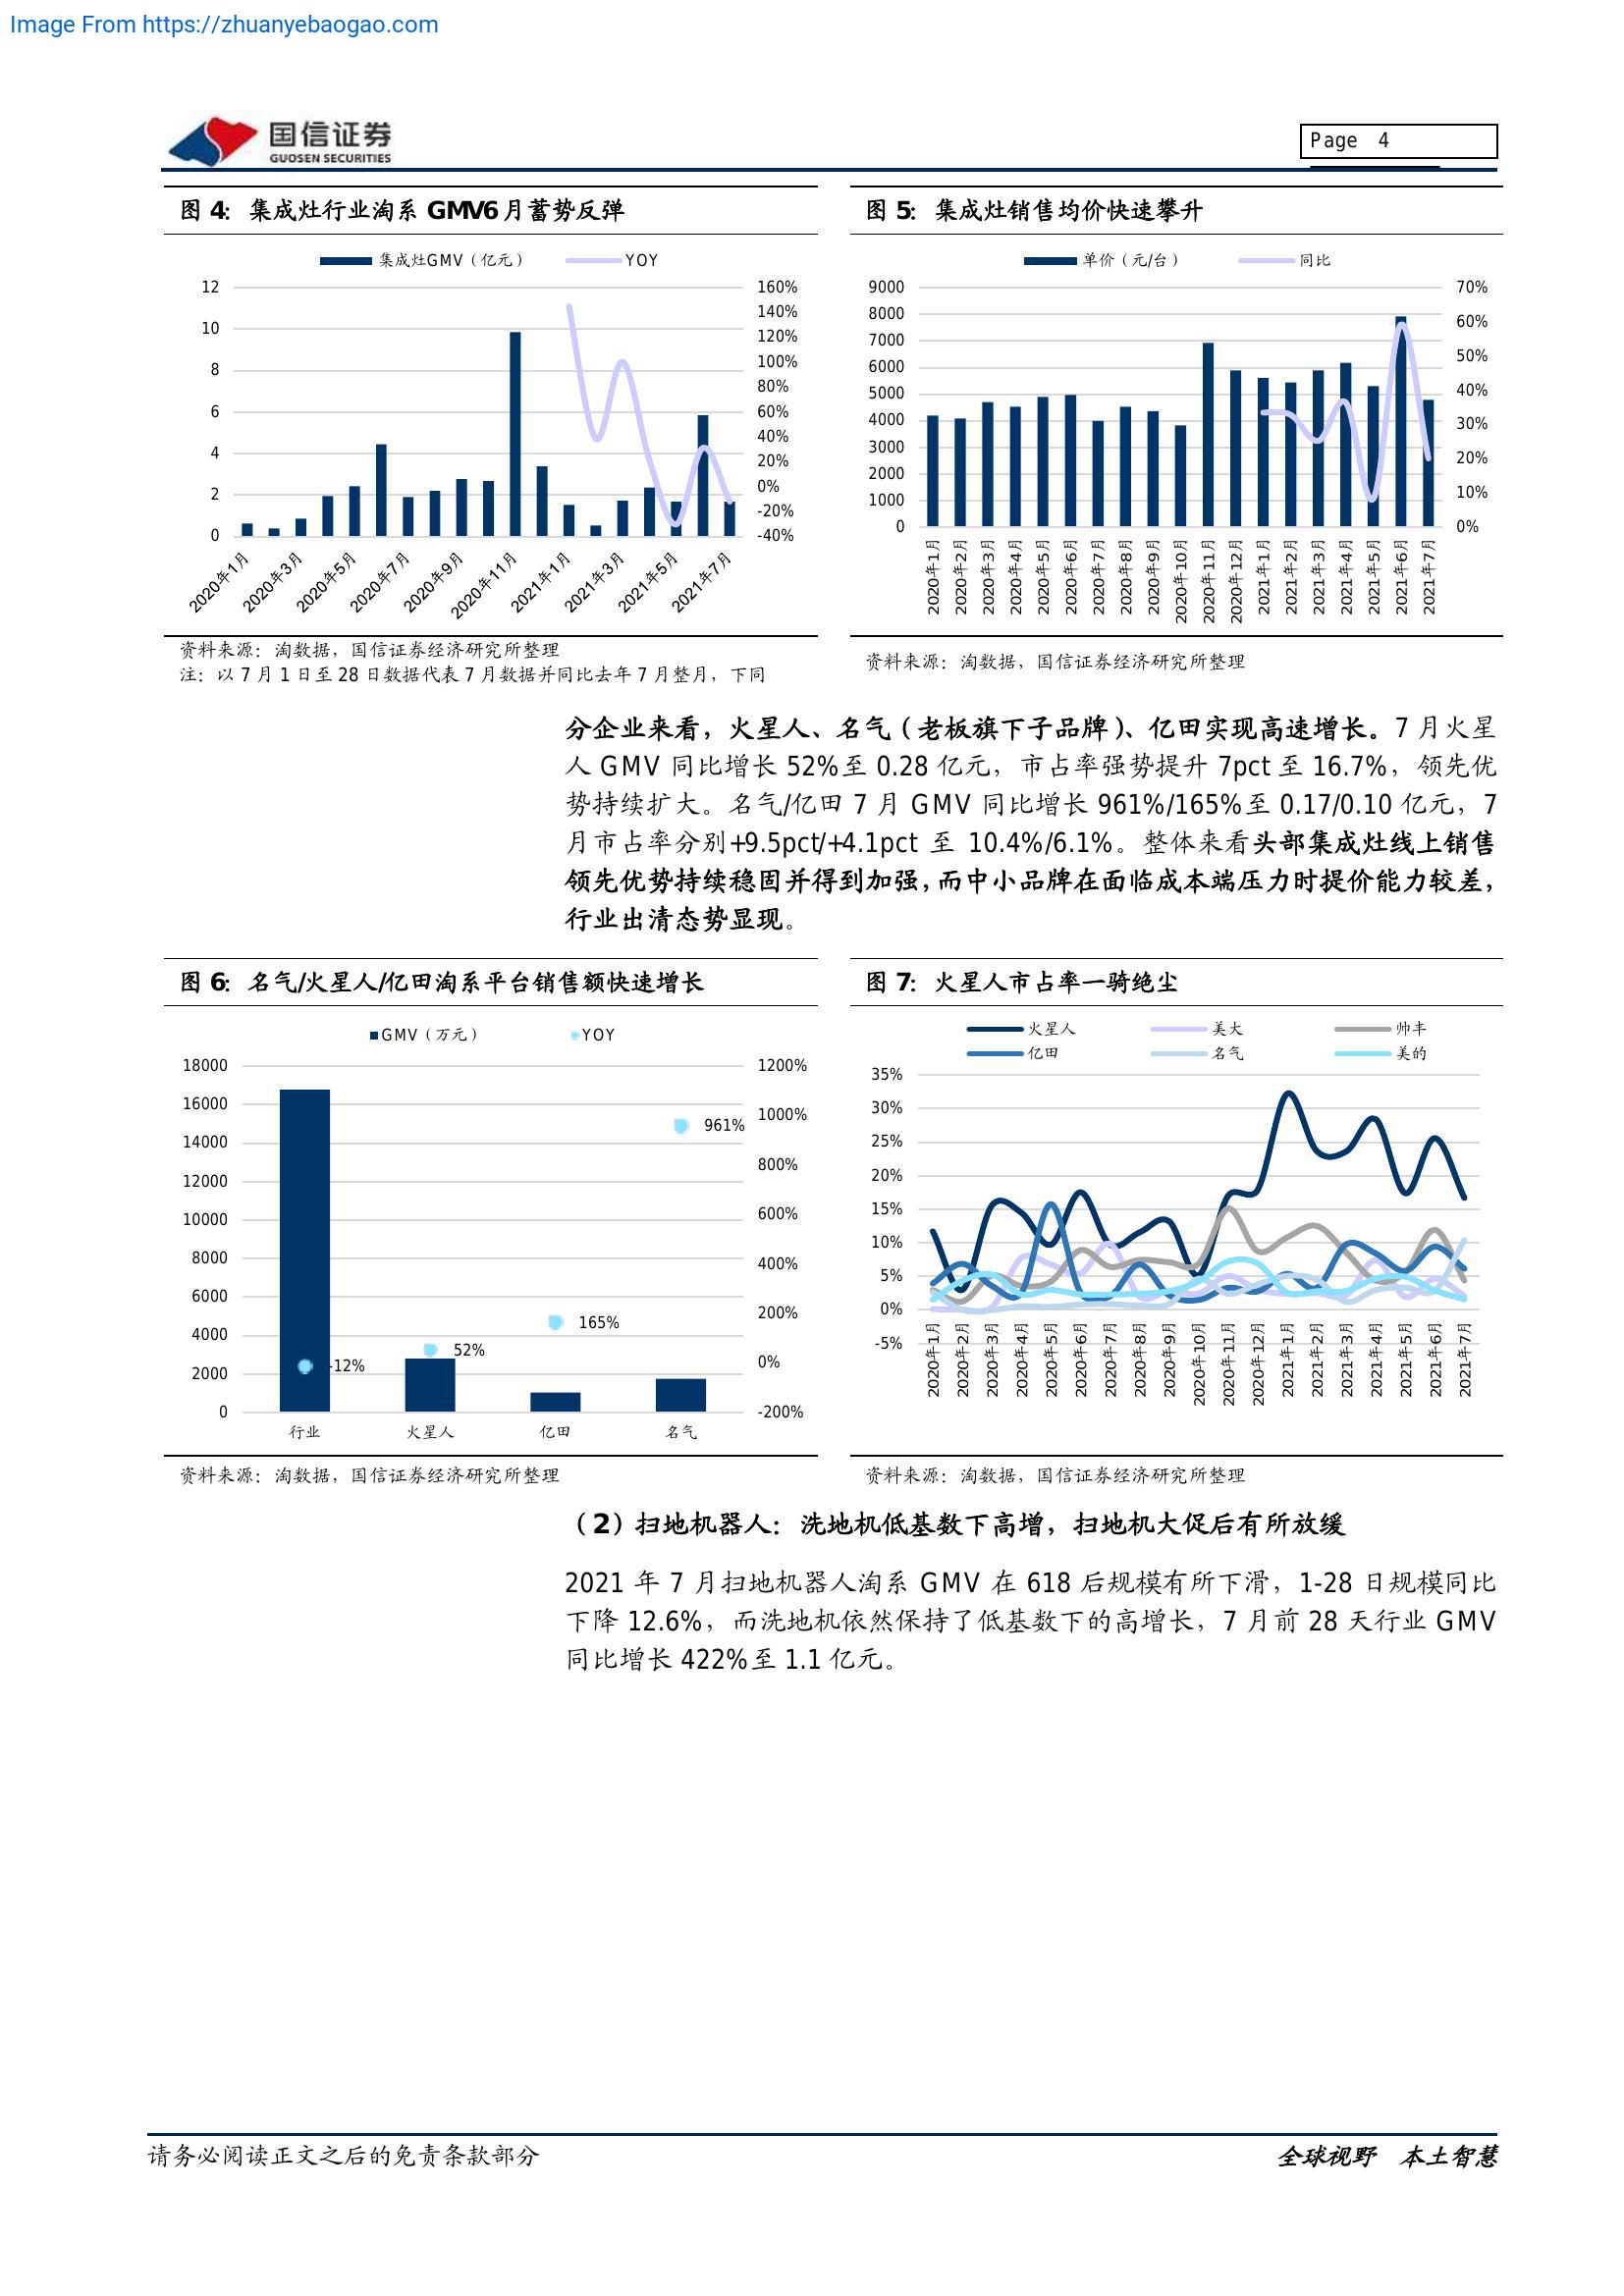 Image From https://zhuanyebaogao.com
国信证券
GUOSEN SECURITIES
Page 4
图 4：集成灶行业淘系 GMV6 月蓄势反弹
集成灶GMV（亿元） YOY
12 160%
140%
10 120%
8 100%
80%
6 60%
40%
4 20%
2 0%
-20%
0 -40%
2020年1月 2020年3月 2020年5月 2020年7月 2020年9月 2020年11月 2021年1月 2021年3月 2021年5月 2021年7月
资料来源：淘数据，国信证券经济研究所整理
注：以 7 月 1 日至 28 日数据代表 7 月数据并同比去年 7 月整月，下同
图 5：集成灶销售均价快速攀升
单价（元/台） 同比
9000 70%
8000 60%
7000
6000 50%
5000 40%
4000 30%
3000 20%
2000
1000 10%
0 0%
2020年1月 2020年2月 2020年3月 2020年4月 2020年5月 2020年6月 2020年7月 2020年8月 2020年9月 2020年10月 2020年11月 2020年12月 2021年1月 2021年2月 2021年3月 2021年4月 2021年5月 2021年6月 2021年7月
资料来源：淘数据，国信证券经济研究所整理
分企业来看，火星人、名气（老板旗下子品牌）、亿田实现高速增长。7 月火星
人 GMV 同比增长 52%至 0.28 亿元，市占率强势提升 7pct 至 16.7%，领先优
势持续扩大。名气/亿田 7 月 GMV 同比增长 961%/165%至 0.17/0.10 亿元，7
月市占率分别+9.5pct/+4.1pct 至 10.4%/6.1%。整体来看头部集成灶线上销售
领先优势持续稳固并得到加强，而中小品牌在面临成本端压力时提价能力较差，
行业出清态势显现。
图 6：名气/火星人/亿田淘系平台销售额快速增长
GMV（万元） YOY
18000 1200%
16000 1000%
14000
12000 800%
10000 600%
8000 400%
6000 200%
4000
2000 0%
0 -200%
961%
165%
52%
-12%
行业 火星人 亿田 名气
资料来源：淘数据，国信证券经济研究所整理
图 7：火星人市占率一骑绝尘
火星人 美大 帅丰
亿田 名气 美的
35%
30%
25%
20%
15%
10%
5%
0%
-5%
2020年1月 2020年2月 2020年3月 2020年4月 2020年5月 2020年6月 2020年7月 2020年8月 2020年9月 2020年10月 2020年11月 2020年12月 2021年1月 2021年2月 2021年3月 2021年4月 2021年5月 2021年6月 2021年7月
资料来源：淘数据，国信证券经济研究所整理
（2）扫地机器人：洗地机低基数下高增，扫地机大促后有所放缓
2021 年 7 月扫地机器人淘系 GMV 在 618 后规模有所下滑，1-28 日规模同比
下降 12.6%，而洗地机依然保持了低基数下的高增长，7 月前 28 天行业 GMV
同比增长 422%至 1.1 亿元。
请务必阅读正文之后的免责条款部分
全球视野 本土智慧